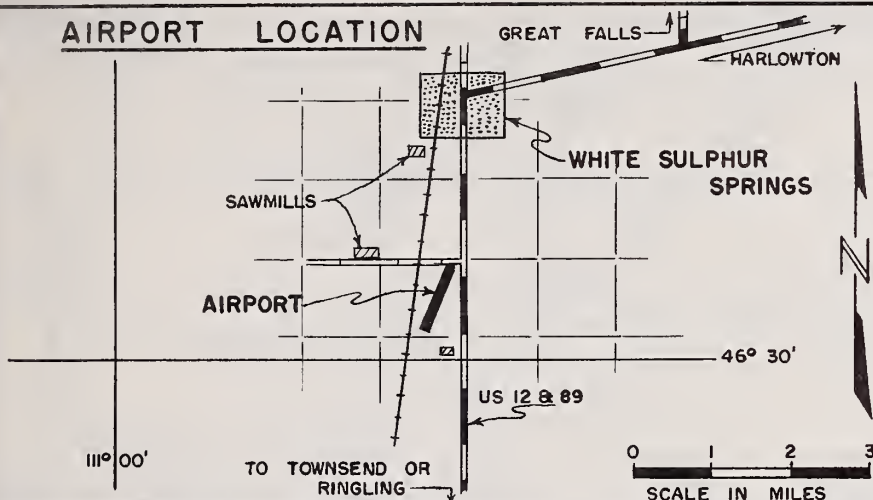 AIRPORT LOCATION
GREAT FALLS
HARLOWTON
WHITE SULPHUR
SPRINGS
SAWMILLS
N
AIRPORT
46° 30'
US 12 & 89
111° 00'
TO TOWNSEND OR
RINGLING
0 1 2 3
SCALE IN MILES